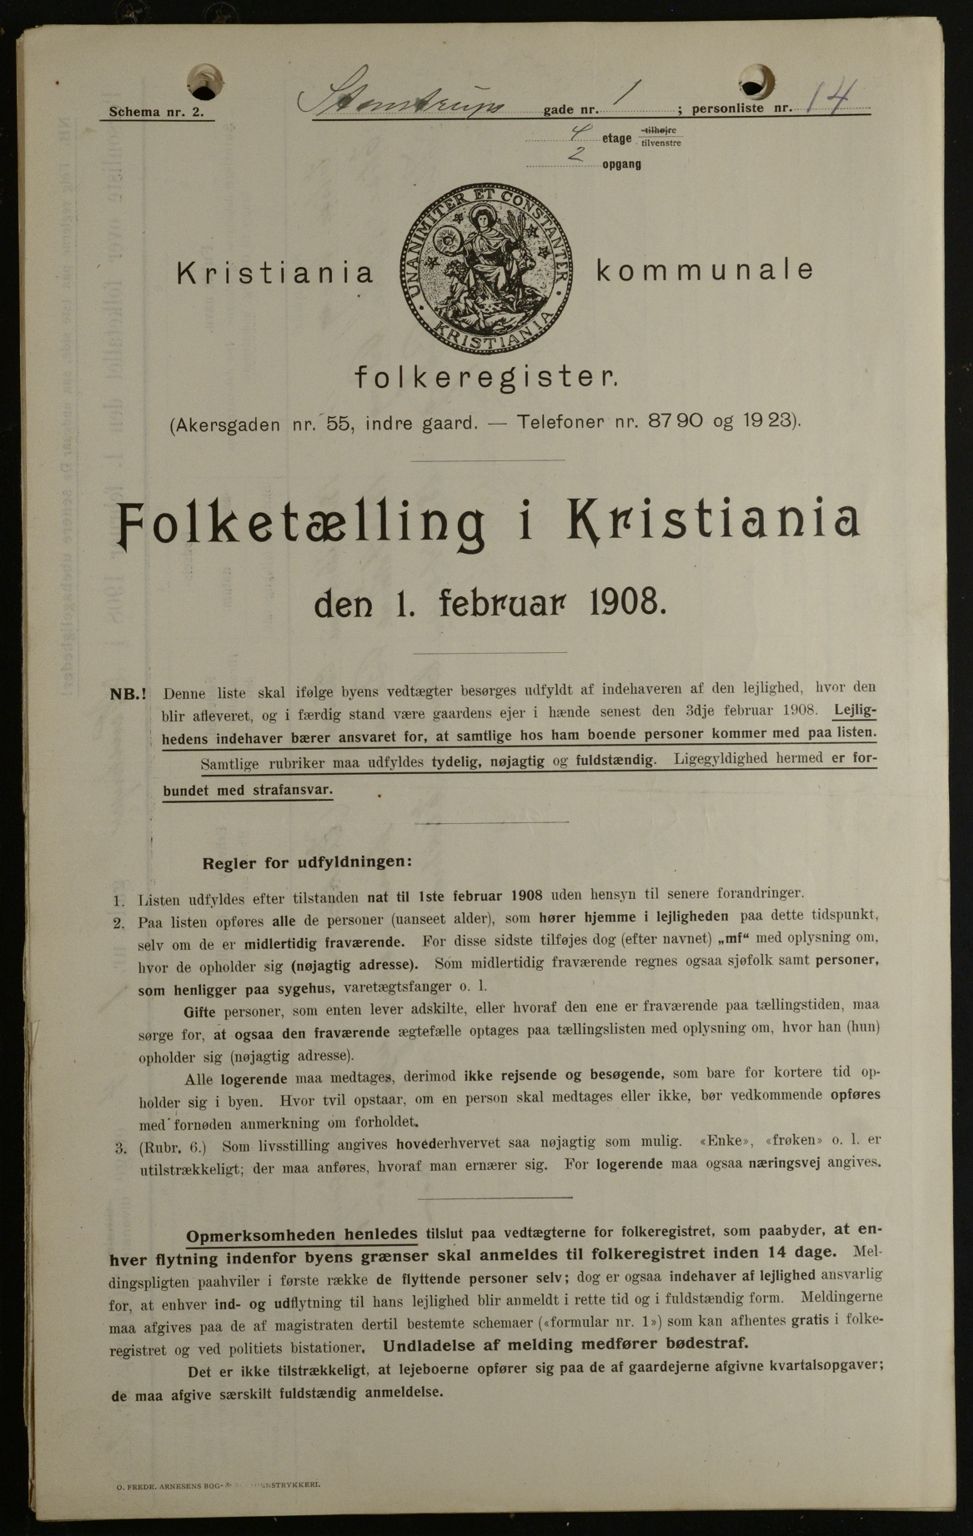 Schema nr. 2.
Stenstrups gade nr. 1 ; personliste nr. 14
4 etage tilhøjre
tilvenstre
2 opgang
UNANIMITER ET CONSTANTER
KRISTIANIA
Kristiania kommunale
folkeregister.
(Akersgaden nr. 55, indre gaard. — Telefoner nr. 87 90 og 19 23).
Folketælling i Kristiania
den 1. februar 1908.
NB.! Denne liste skal ifølge byens vedtægter besørges udfyldt af indehaveren af den lejlighed, hvor den
blir afleveret, og i færdig stand være gaardens ejer i hænde senest den 3dje februar 1908. Lejlig-
hedens indehaver bærer ansvaret for, at samtlige hos ham boende personer kommer med paa listen.
Samtlige rubriker maa udfyldes tydelig, nøjagtig og fuldstændig. Ligegyldighed hermed er for-
bundet med strafansvar.
Regler for udfyldningen:
1. Listen udfyldes efter tilstanden nat til 1ste februar 1908 uden hensyn til senere forandringer.
2. Paa listen opføres alle de personer (uanseet alder), som hører hjemme i lejligheden paa dette tidspunkt,
selv om de er midlertidig fraværende. For disse sidste tilføjes dog (efter navnet) „mf“ med oplysning om,
hvor de opholder sig (nøjagtig adresse). Som midlertidig fraværende regnes ogsaa sjøfolk samt personer,
som henligger paa sygehus, varetægtsfanger o. l.
Gifte personer, som enten lever adskilte, eller hvoraf den ene er fraværende paa tællingstiden, maa
sørge for, at ogsaa den fraværende ægtefælle optages paa tællingslisten med oplysning om, hvor han (hun)
opholder sig (nøjagtig adresse).
Alle logerende maa medtages, derimod ikke rejsende og besøgende, som bare for kortere tid op-
holder sig i byen. Hvor tvil opstaar, om en person skal medtages eller ikke, bør vedkommende opføres
med fornøden anmerkning om forholdet.
3. (Rubr. 6.) Som livsstilling angives hovederhvervet saa nøjagtig som mulig. «Enke», «frøken» o. l. er
utilstrækkeligt; der maa anføres, hvoraf man ernærer sig. For logerende maa ogsaa næringsvej angives.
Opmerksomheden henledes tilslut paa vedtægterne for folkeregistret, som paabyder, at en-
hver flytning indenfor byens grænser skal anmeldes til folkeregistret inden 14 dage. Mel-
dingspligten paahviler i første række de flyttende personer selv; dog er ogsaa indehaver af lejlighed ansvarlig
for, at enhver ind- og udflytning til hans lejlighed blir anmeldt i rette tid og i fuldstændig form. Meldingerne
maa afgives paa de af magistraten dertil bestemte schemaer («formular nr. 1») som kan afhentes gratis i folke-
registret og ved politiets bistationer. Undladelse af melding medfører bødestraf.
Det er ikke tilstrækkeligt, at lejeboerne opfører sig paa de af gaardejerne afgivne kvartalsopgaver;
de maa afgive særskilt fuldstændig anmeldelse.
O. FREDR. ARNESENS BOG- &